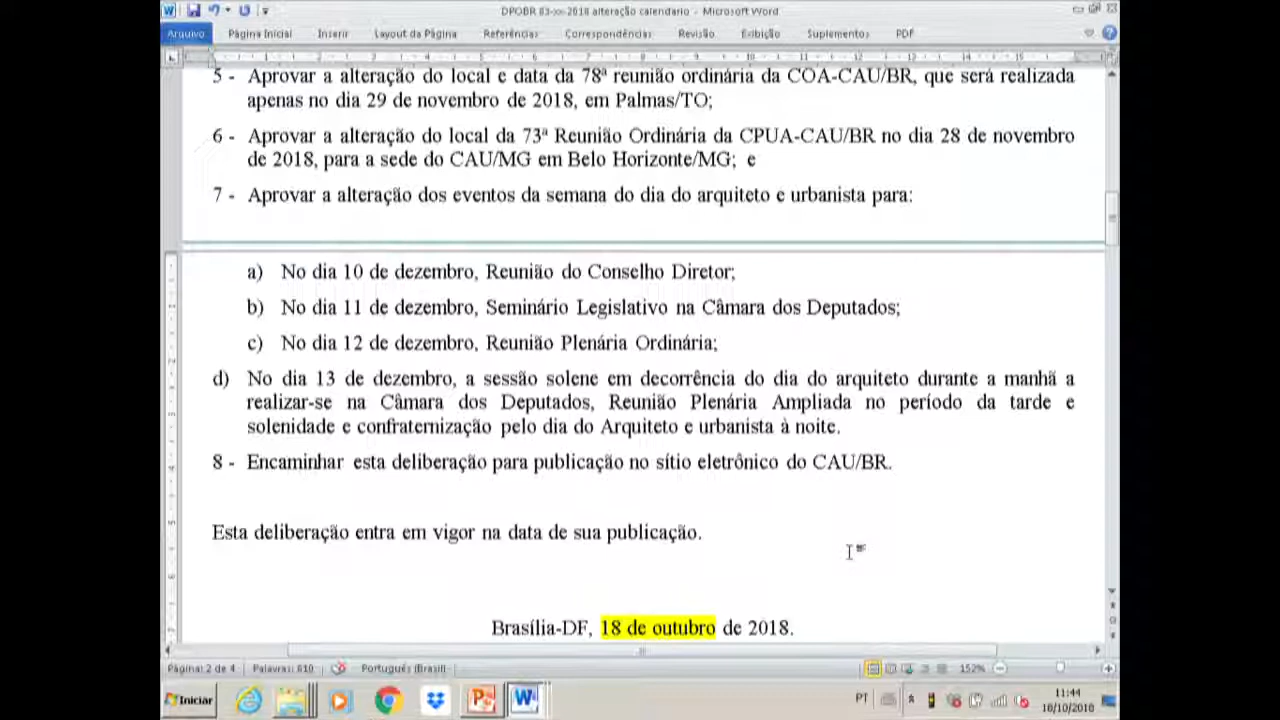 DPOBR 83-xx-2018 alteração calendario - Microsoft Word
Arquivo Página Inicial Inserir Layout da Página Referências Correspondências Revisão Exibição Suplementos PDF
5 - Aprovar a alteração do local e data da 78ª reunião ordinária da COA-CAU/BR, que será realizada
apenas no dia 29 de novembro de 2018, em Palmas/TO;
6 - Aprovar a alteração do local da 73ª Reunião Ordinária da CPUA-CAU/BR no dia 28 de novembro
de 2018, para a sede do CAU/MG em Belo Horizonte/MG; e
7 - Aprovar a alteração dos eventos da semana do dia do arquiteto e urbanista para:
a) No dia 10 de dezembro, Reunião do Conselho Diretor;
b) No dia 11 de dezembro, Seminário Legislativo na Câmara dos Deputados;
c) No dia 12 de dezembro, Reunião Plenária Ordinária;
d) No dia 13 de dezembro, a sessão solene em decorrência do dia do arquiteto durante a manhã a
realizar-se na Câmara dos Deputados, Reunião Plenária Ampliada no período da tarde e
solenidade e confraternização pelo dia do Arquiteto e urbanista à noite.
8 - Encaminhar esta deliberação para publicação no sítio eletrônico do CAU/BR.
Esta deliberação entra em vigor na data de sua publicação.
Brasília-DF, 18 de outubro de 2018.
Página: 2 de 4 Palavras: 610 Português (Brasil) 152%
Iniciar PT 11:44
18/10/2018